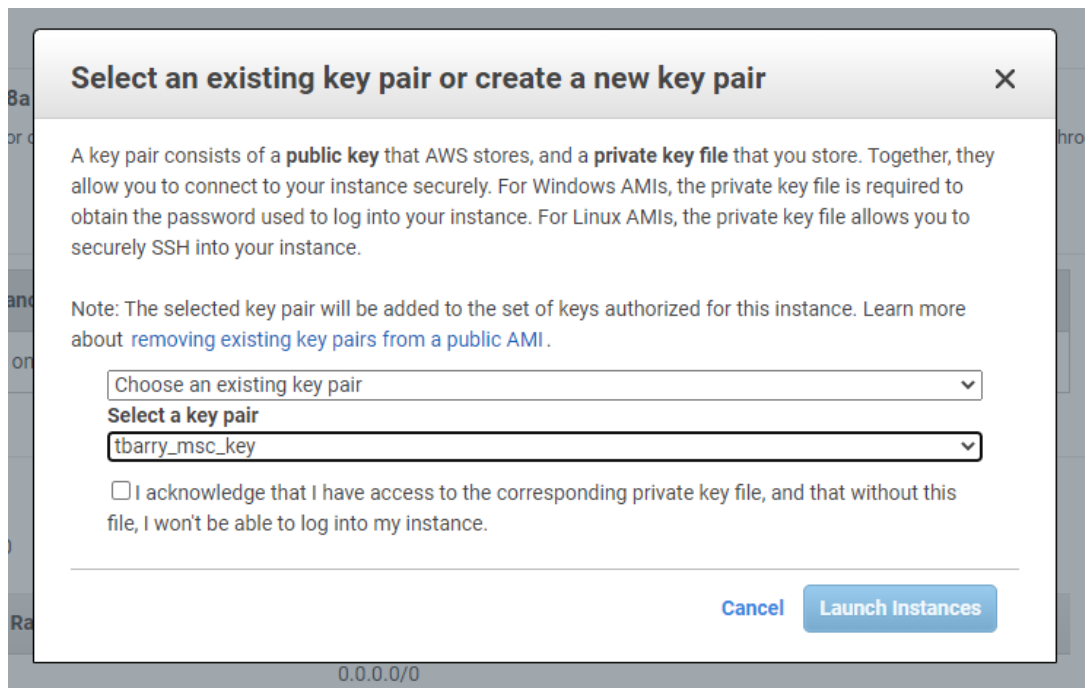 Select an existing key pair or create a new key pair
8a
or
hro
A key pair consists of a public key that AWS stores, and a private key file that you store. Together, they
allow you to connect to your instance securely. For Windows AMIs, the private key file is required to
obtain the password used to log into your instance. For Linux AMIs, the private key file allows you to
securely SSH into your instance.
and
Note: The selected key pair will be added to the set of keys authorized for this instance. Learn more
about removing existing key pairs from a public AMI.
on
Choose an existing key pair
Select a key pair
tbarry_msc_key
I acknowledge that I have access to the corresponding private key file, and that without this
file, I won't be able to log into my instance.
Cancel
Launch Instances
Ra
0.0.0.0/0